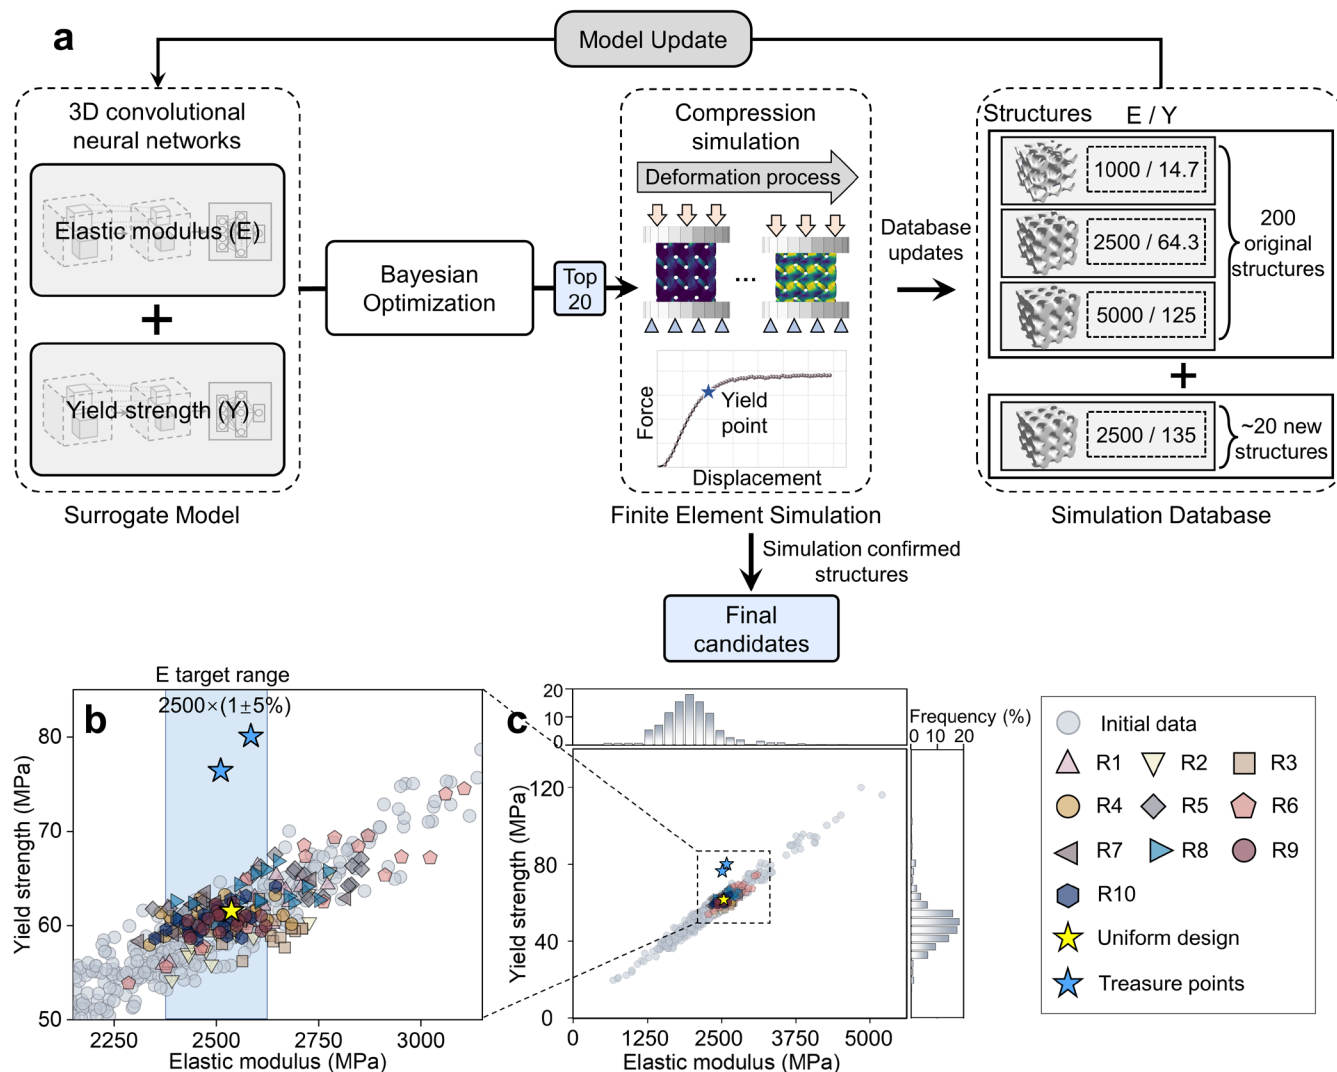 a
Model Update
3D convolutional
neural networks
Elastic modulus (E)
+
Yield strength (Y)
Surrogate Model
Bayesian
Optimization
Top
20
Compression
simulation
Deformation process
...
Force
Yield
point
Displacement
Finite Element Simulation
Database
updates
Structures E / Y
1000 / 14.7
2500 / 64.3
5000 / 125
200
original
structures
+
2500 / 135
~20 new
structures
Simulation Database
Simulation confirmed
structures
Final
candidates
E target range
2500×(1±5%)
b
80
70
60
50
Yield strength (MPa)
2250 2500 2750 3000
Elastic modulus (MPa)
c
20
10
0
Frequency (%)
0 10 20
120
80
40
0
Yield strength (MPa)
0 1250 2500 3750 5000
Elastic modulus (MPa)
Initial data
R1 R2 R3
R4 R5 R6
R7 R8 R9
R10
Uniform design
Treasure points